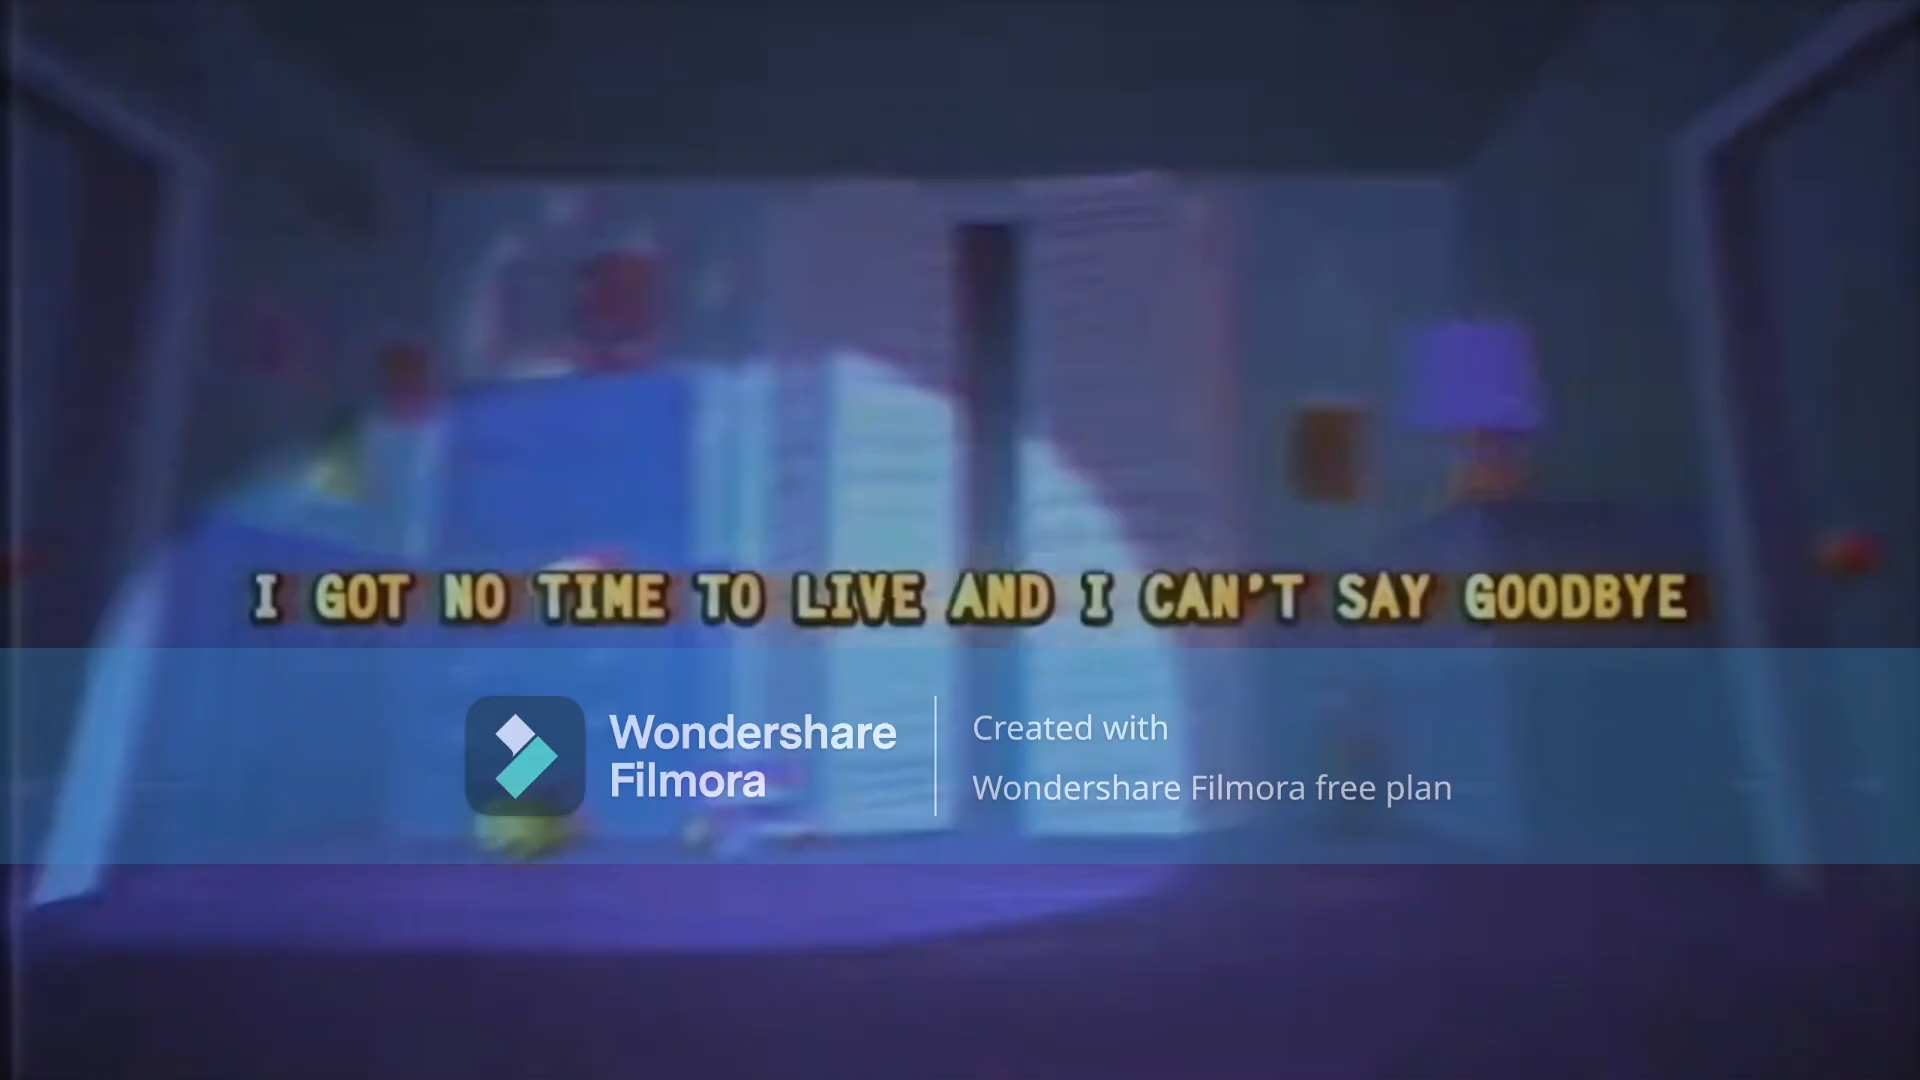 I GOT NO TIME TO LIVE AND I CAN'T SAY GOODBYE
Wondershare
Filmora
Created with
Wondershare Filmora free plan